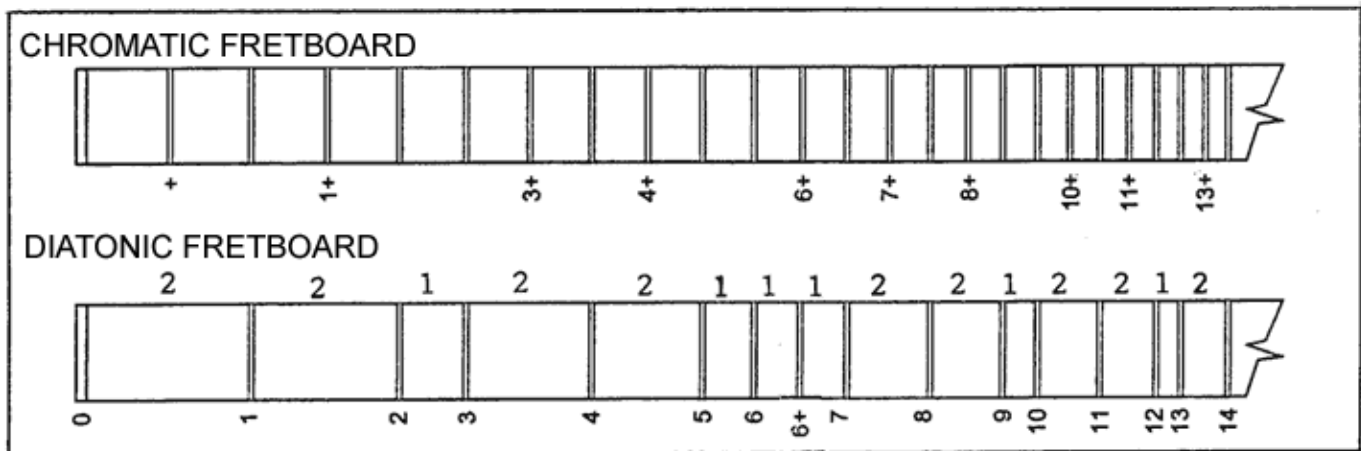 CHROMATIC FRETBOARD
+ 1+ 3+ 4+ 6+ 7+ 8+ 10+ 11+ 13+
DIATONIC FRETBOARD
2 2 1 2 2 1 1 1 2 2 1 2 2 1 2
0 1 2 3 4 5 6 6+ 7 8 9 10 11 12 13 14